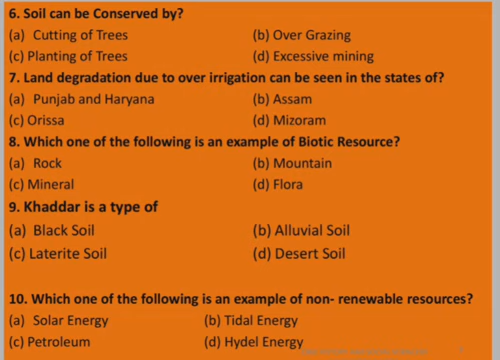 6. Soil can be Conserved by?
(a) Cutting of Trees (b) Over Grazing
(c) Planting of Trees (d) Excessive mining
7. Land degradation due to over irrigation can be seen in the states of?
(a) Punjab and Haryana (b) Assam
(c) Orissa (d) Mizoram
8. Which one of the following is an example of Biotic Resource?
(a) Rock (b) Mountain
(c) Mineral (d) Flora
9. Khaddar is a type of
(a) Black Soil (b) Alluvial Soil
(c) Laterite Soil (d) Desert Soil
10. Which one of the following is an example of non- renewable resources?
(a) Solar Energy (b) Tidal Energy
(c) Petroleum (d) Hydel Energy